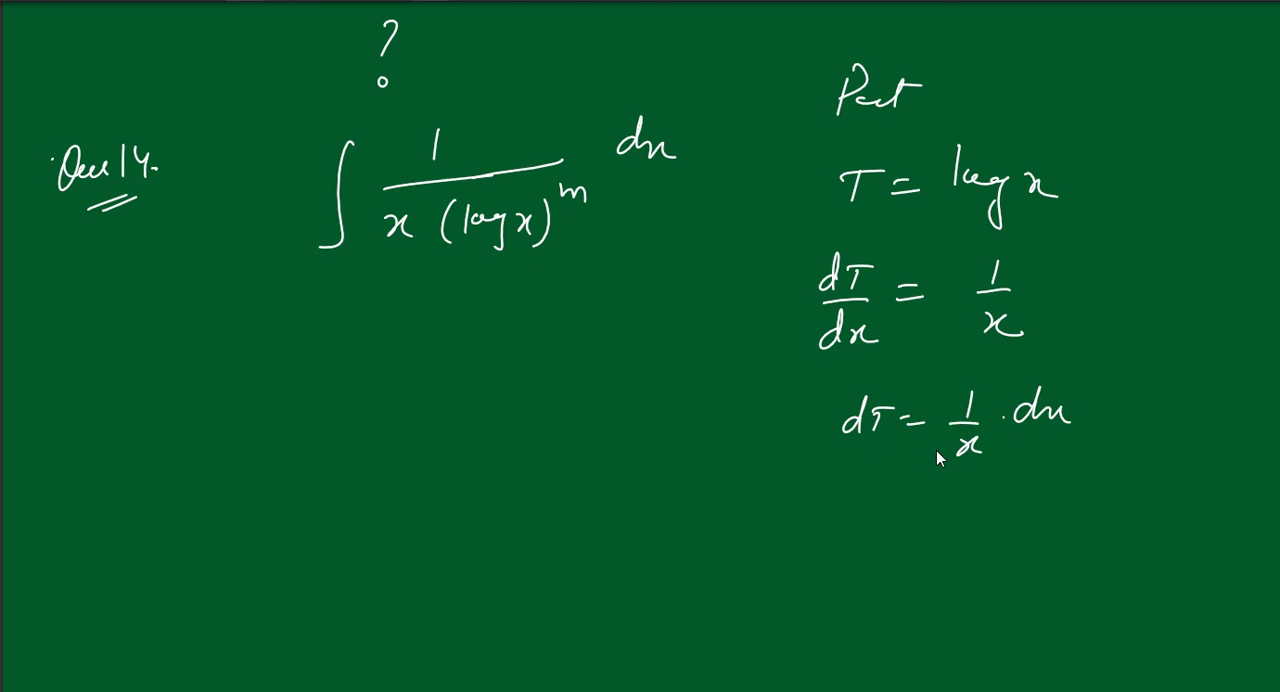 ?
Que 14.
∫ 1 / x (log x)^m dx
Put
T = log x
dT/dx = 1/x
dT = 1/x . dx